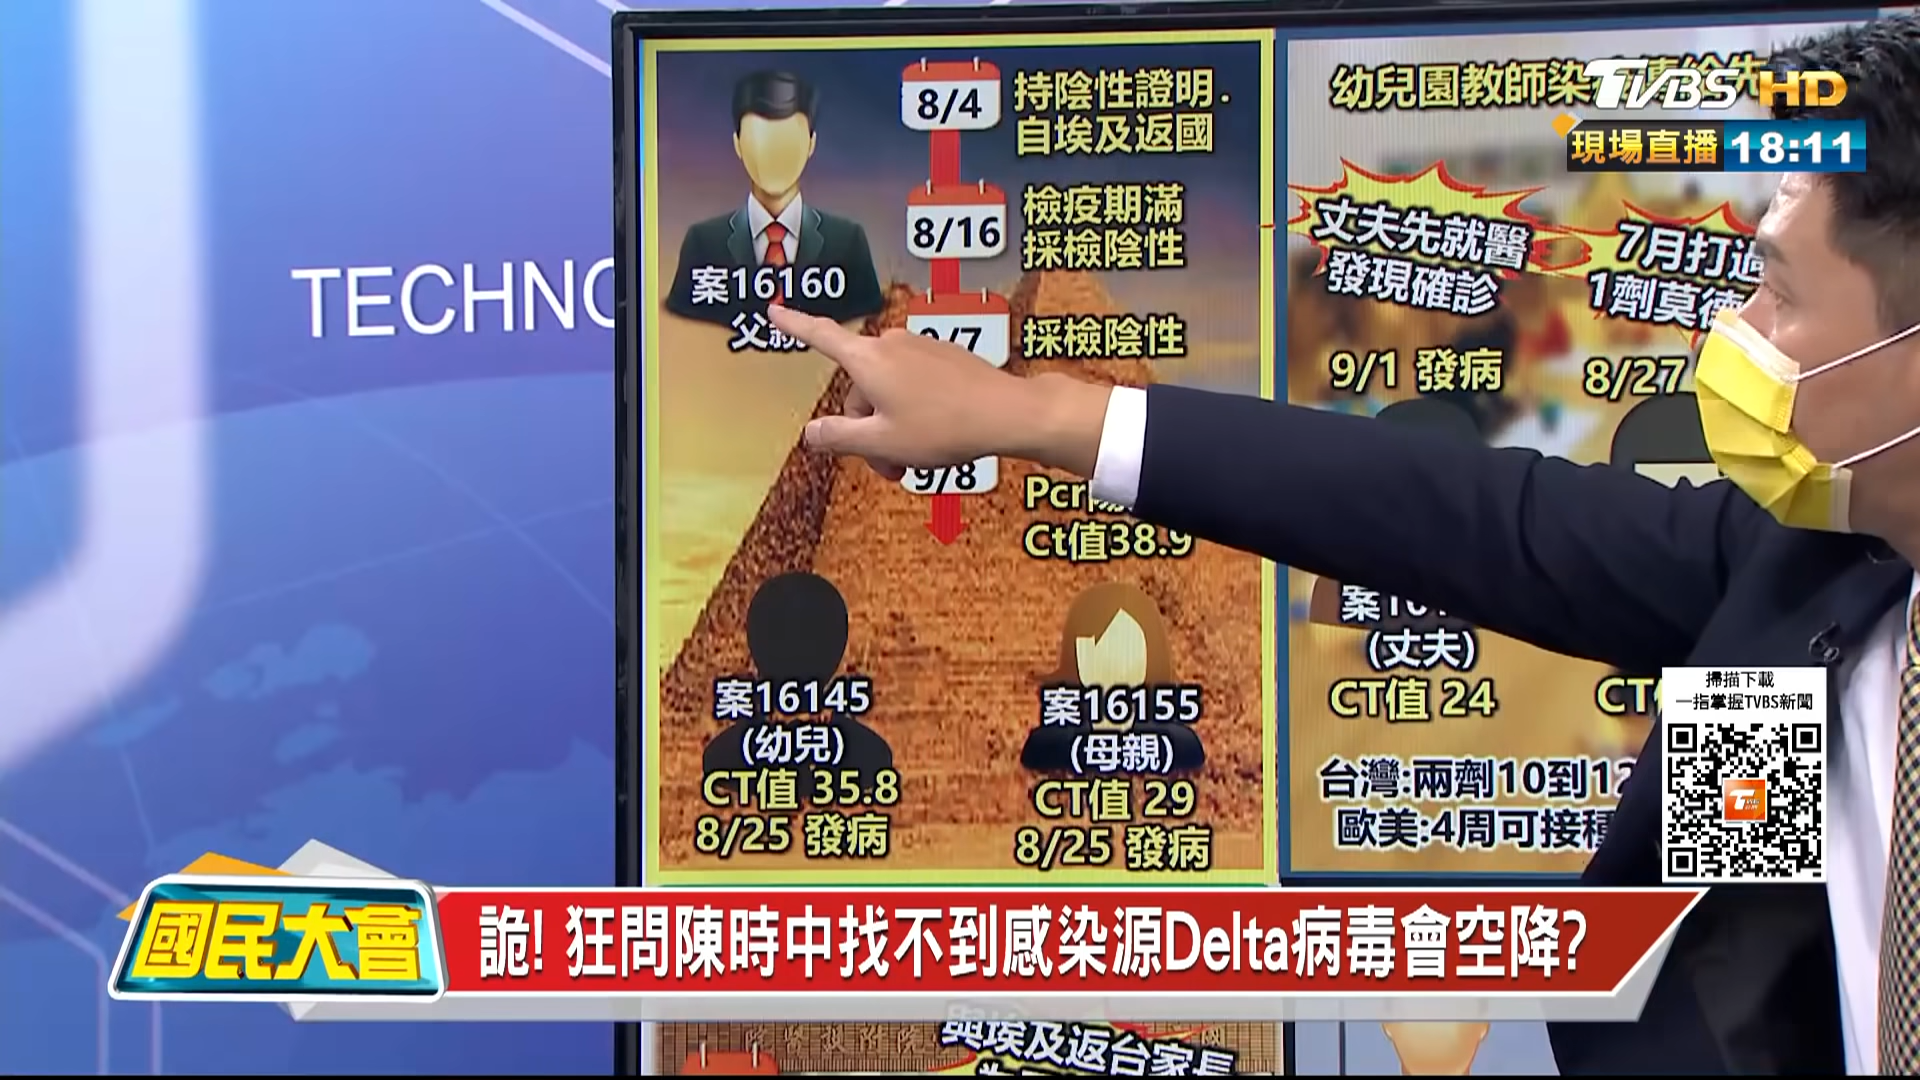 TECHNO
8/4
持陰性證明.
自埃及返國
8/16
檢疫期滿
採檢陰性
採檢陰性
案16160
9/8
Ct值38.9
案16145
(幼兒)
CT值 35.8
8/25 發病
案16155
(母親)
CT值 29
8/25 發病
幼兒園教師染
TVBS HD
現場直播 18:11
丈夫先就醫
發現確診
7月打過
1劑莫德
9/1 發病
8/27
(丈夫)
CT值 24
台灣:兩劑10到12
歐美:4周可接種
掃描下載
一指掌握TVBS新聞
國民大會
詭! 狂問陳時中找不到感染源Delta病毒會空降?
與埃及返台家長